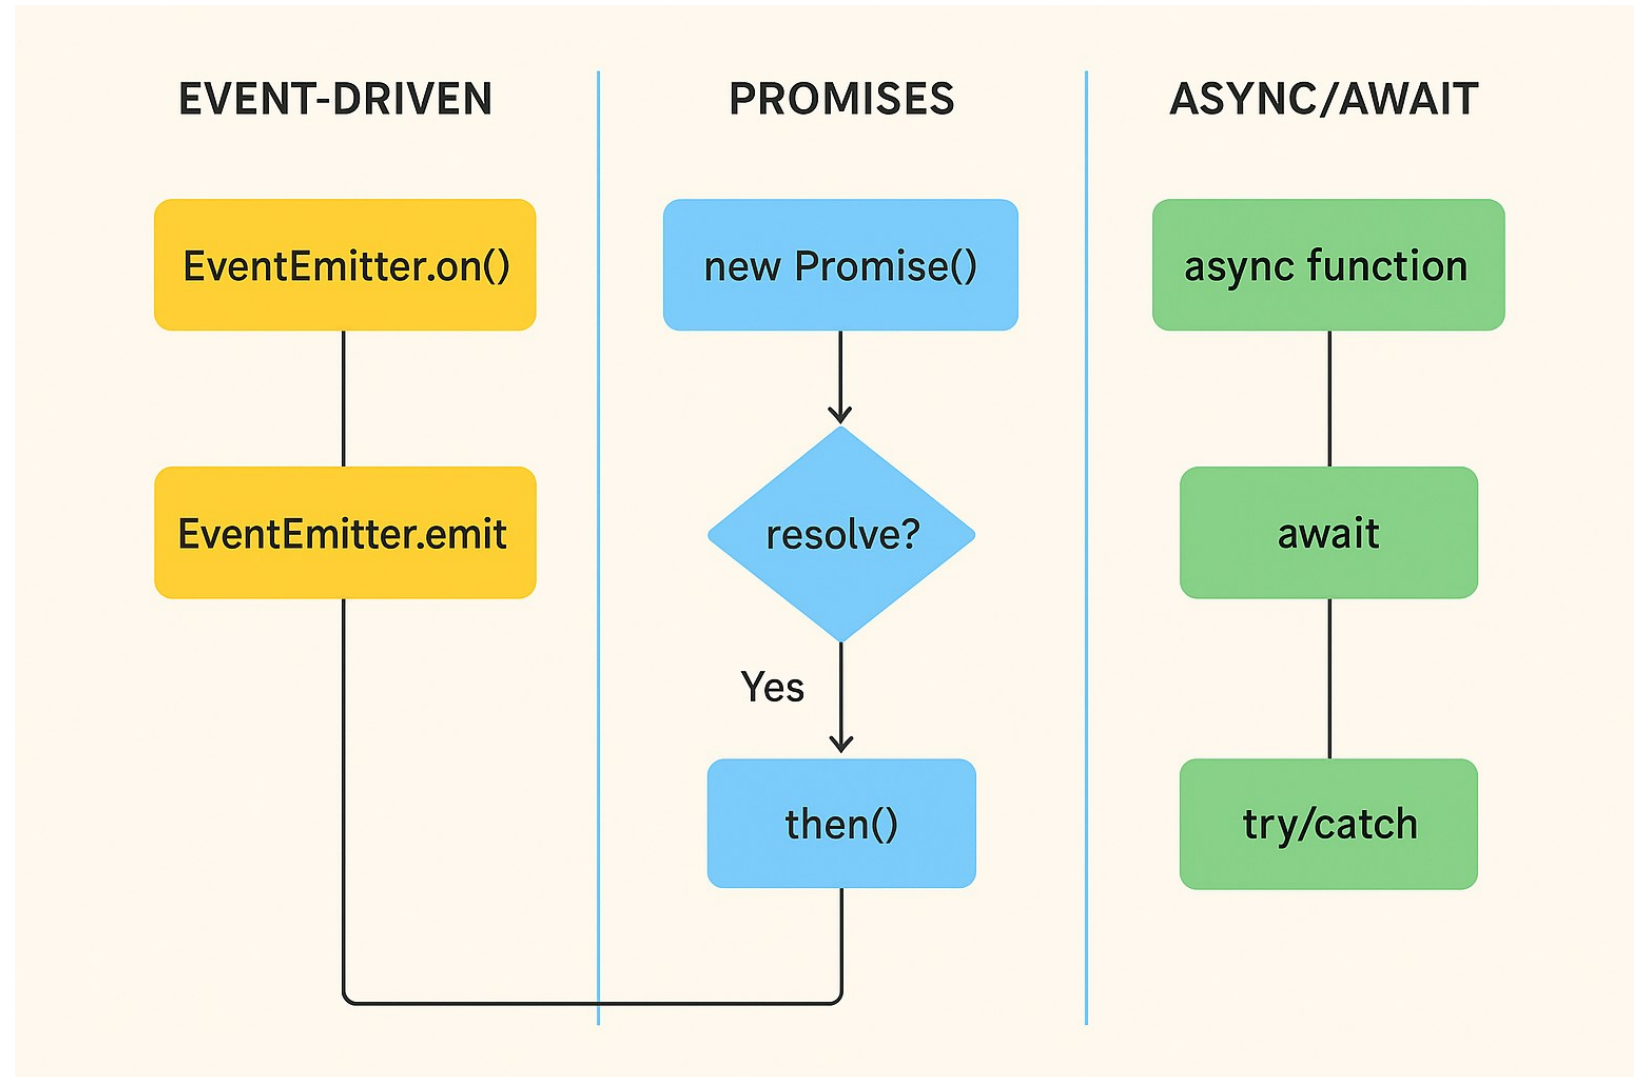 EVENT-DRIVEN
EventEmitter.on()
EventEmitter.emit
PROMISES
new Promise()
resolve?
Yes
then()
ASYNC/AWAIT
async function
await
try/catch